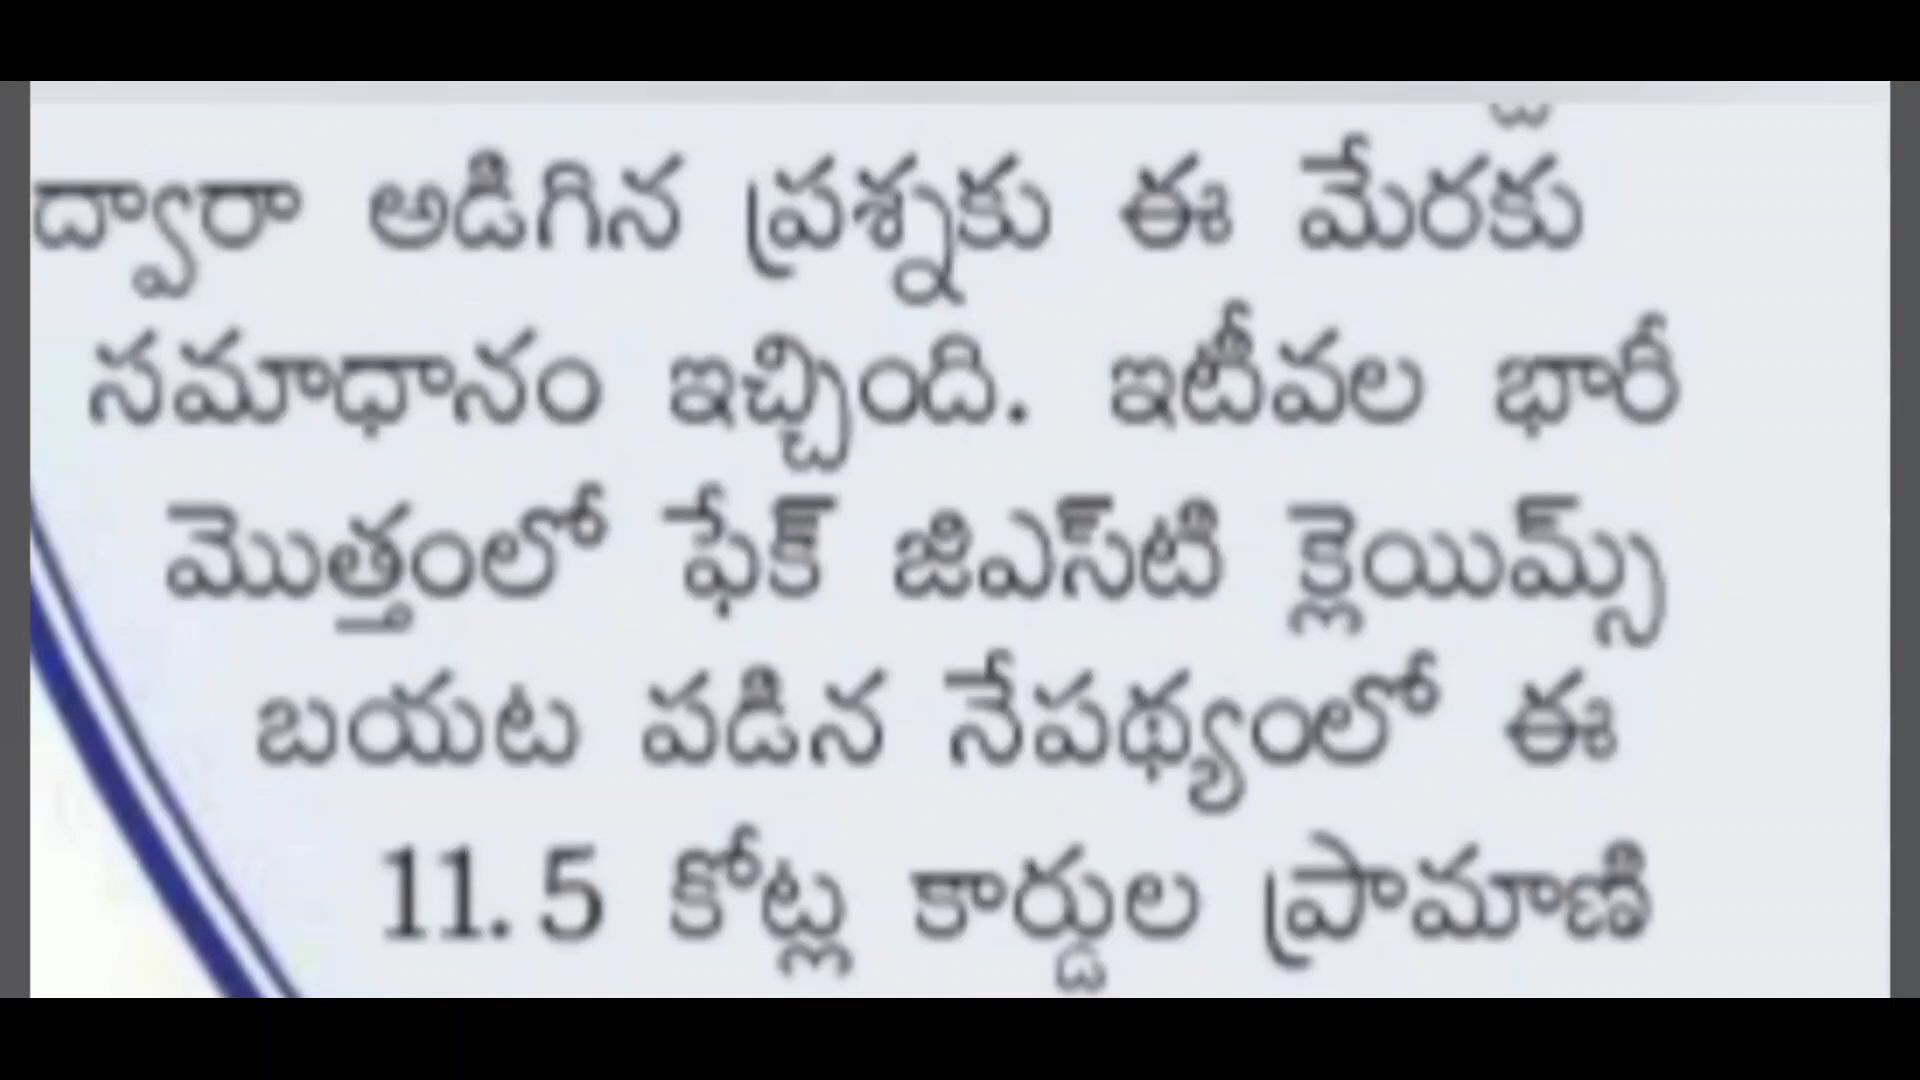 ద్వారా అడిగిన ప్రశ్నకు ఈ మేరకు
సమాధానం ఇచ్చింది. ఇటీవల భారీ
మొత్తంలో ఫేక్ జిఎస్‌టి క్లెయిమ్స్
బయట పడిన నేపథ్యంలో ఈ
11.5 కోట్ల కార్డుల ప్రామాణి